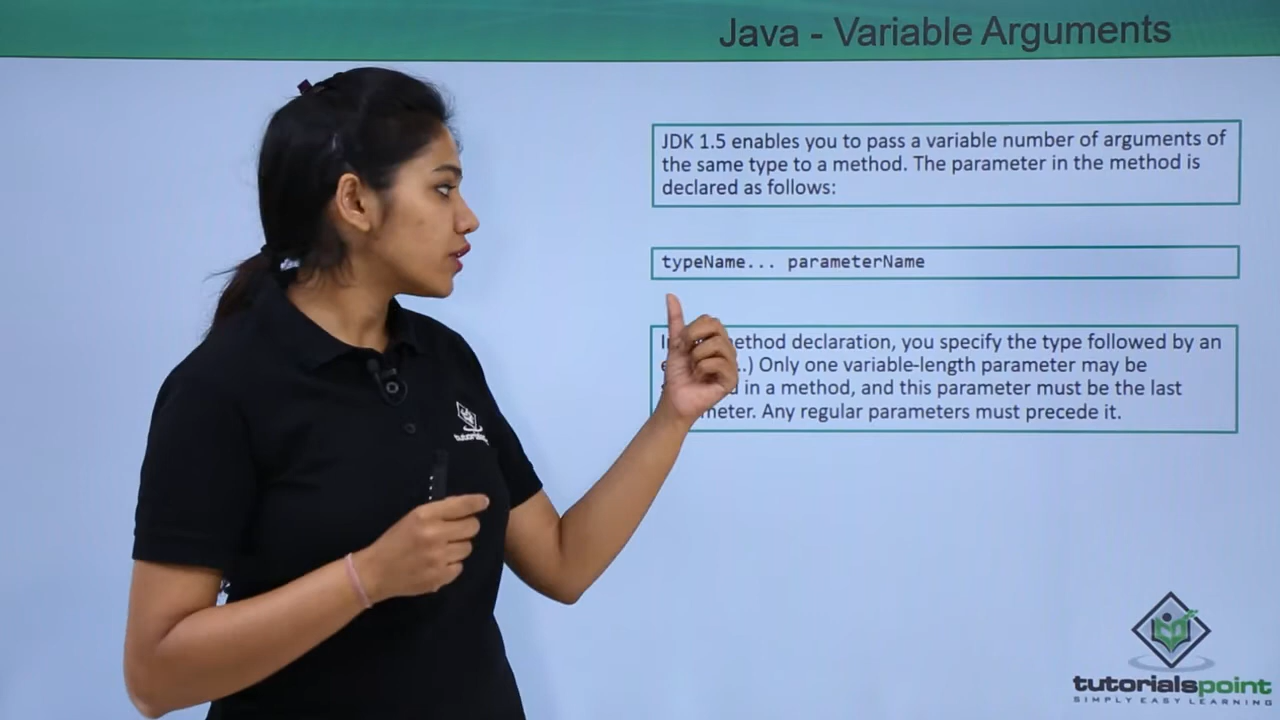 Java - Variable Arguments
JDK 1.5 enables you to pass a variable number of arguments of
the same type to a method. The parameter in the method is
declared as follows:
typeName... parameterName
method declaration, you specify the type followed by an
Only one variable-length parameter may be
in a method, and this parameter must be the last
Any regular parameters must precede it.
tutorialspoint
tutorialspoint
SIMPLY EASY LEARNING